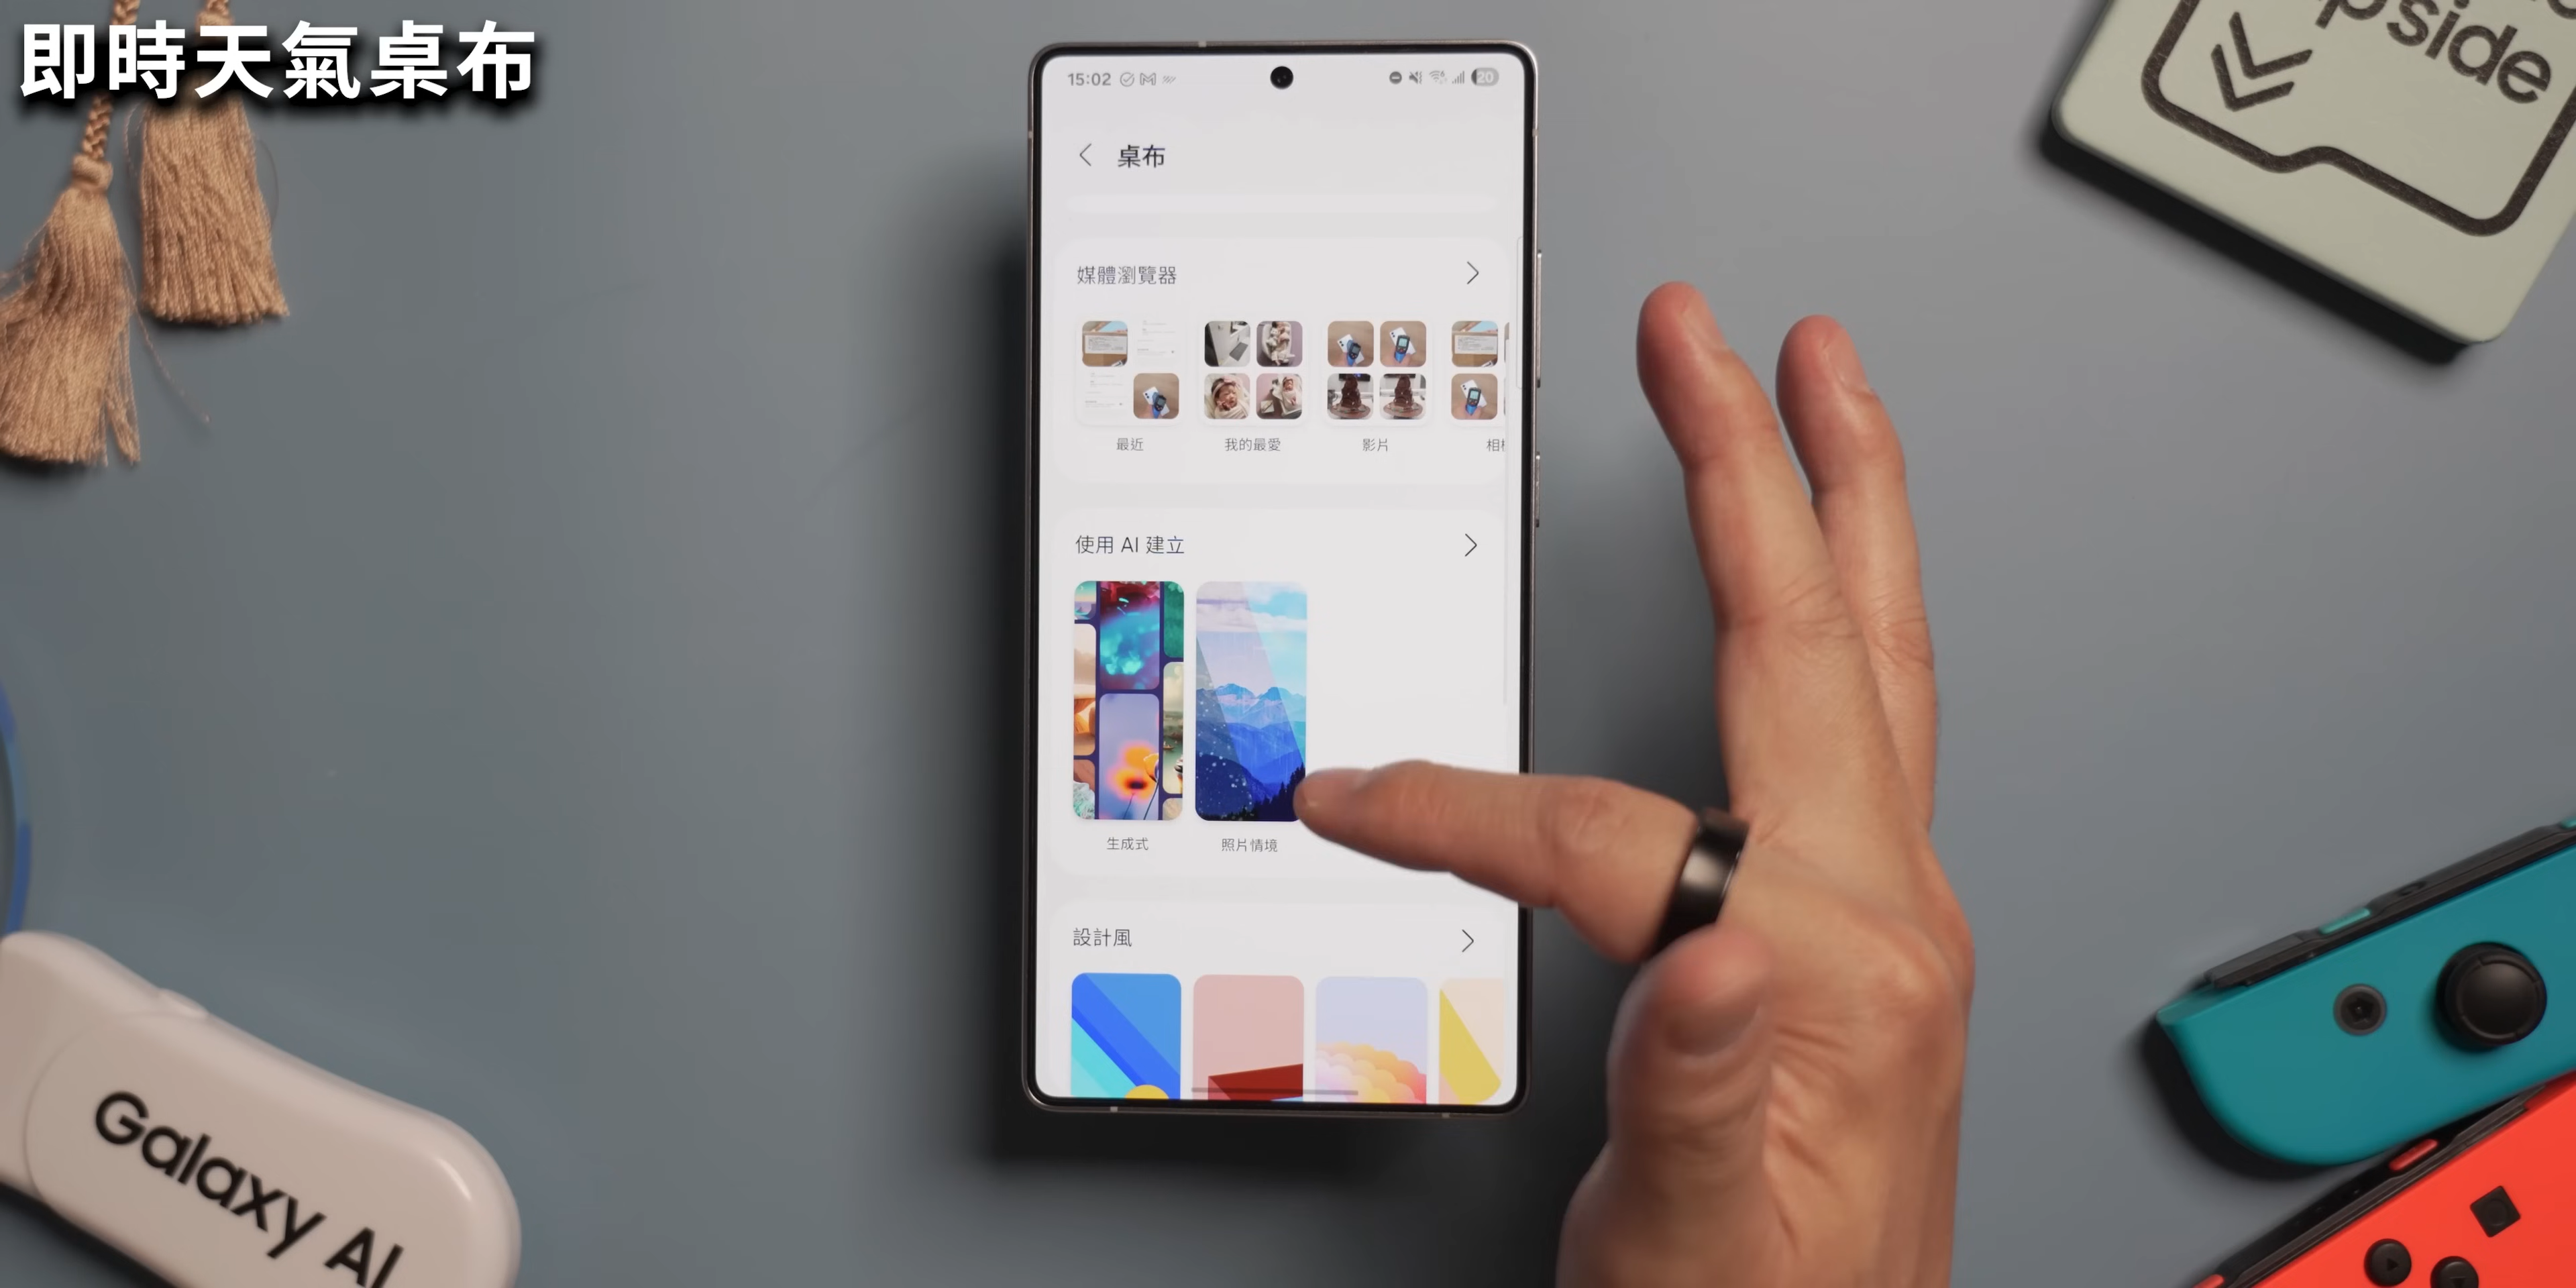 即時天氣桌布
pside
15:02
20
桌布
媒體瀏覽器
最近
我的最愛
影片
使用 AI 建立
生成式
照片情境
設計風
Galaxy AI